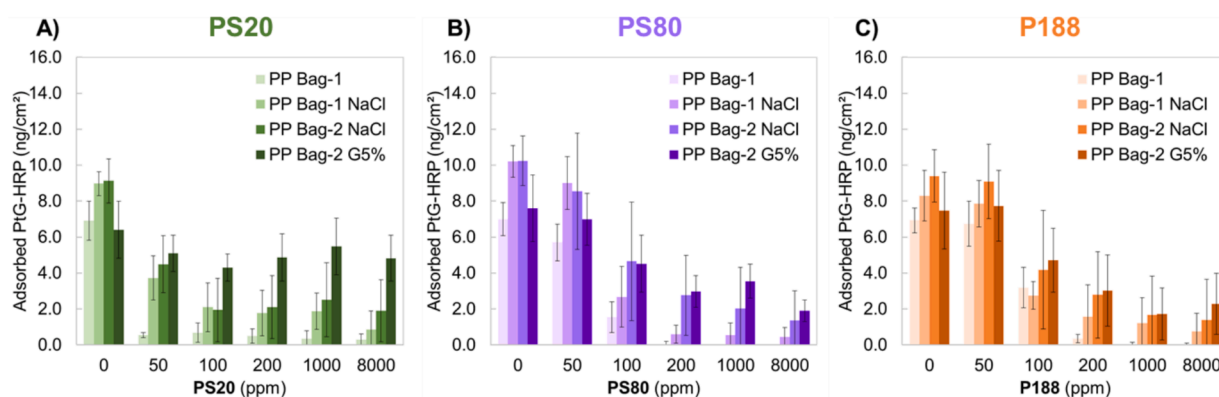 A) PS20
16.0
14.0
12.0
10.0
8.0
6.0
4.0
2.0
0.0
Adsorbed PtG-HRP (ng/cm²)
PP Bag-1
PP Bag-1 NaCl
PP Bag-2 NaCl
PP Bag-2 G5%
0 50 100 200 1000 8000
PS20 (ppm)
B) PS80
16.0
14.0
12.0
10.0
8.0
6.0
4.0
2.0
0.0
Adsorbed PtG-HRP (ng/cm²)
PP Bag-1
PP Bag-1 NaCl
PP Bag-2 NaCl
PP Bag-2 G5%
0 50 100 200 1000 8000
PS80 (ppm)
C) P188
16.0
14.0
12.0
10.0
8.0
6.0
4.0
2.0
0.0
Adsorbed PtG-HRP (ng/cm²)
PP Bag-1
PP Bag-1 NaCl
PP Bag-2 NaCl
PP Bag-2 G5%
0 50 100 200 1000 8000
P188 (ppm)